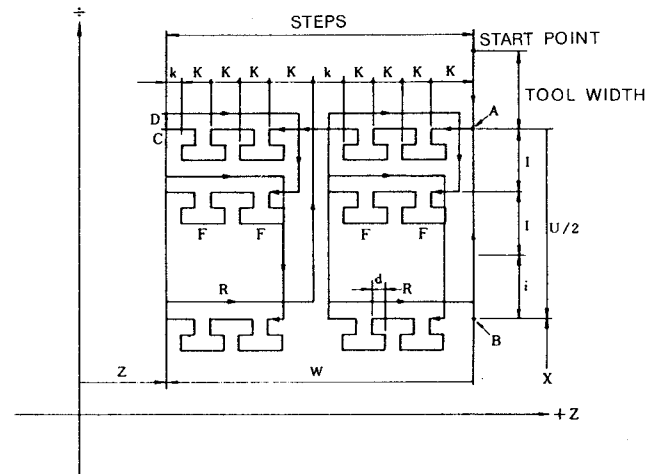 ÷
STEPS
START POINT
k K K K K k K K K K
TOOL WIDTH
D
A
C
I
I
U/2
F F F F
i
R
d
R
B
Z
W
X
+Z